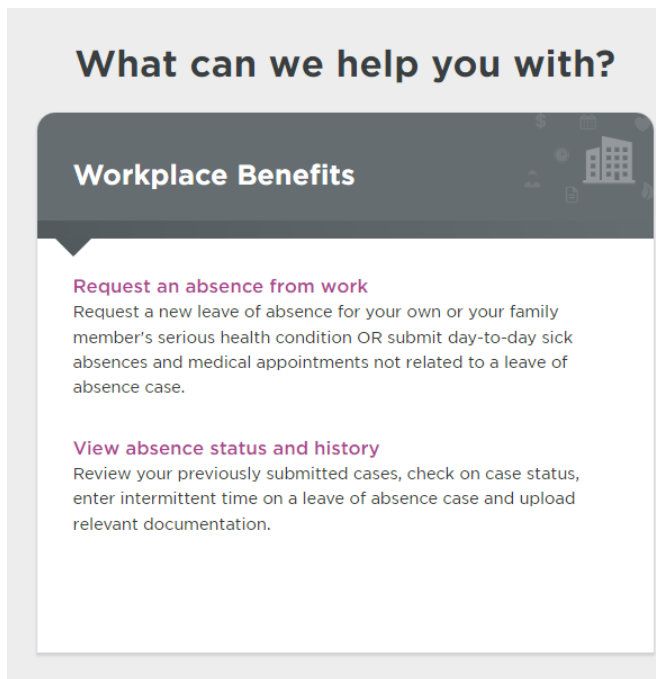 What can we help you with?
Workplace Benefits
Request an absence from work
Request a new leave of absence for your own or your family
member's serious health condition OR submit day-to-day sick
absences and medical appointments not related to a leave of
absence case.
View absence status and history
Review your previously submitted cases, check on case status,
enter intermittent time on a leave of absence case and upload
relevant documentation.